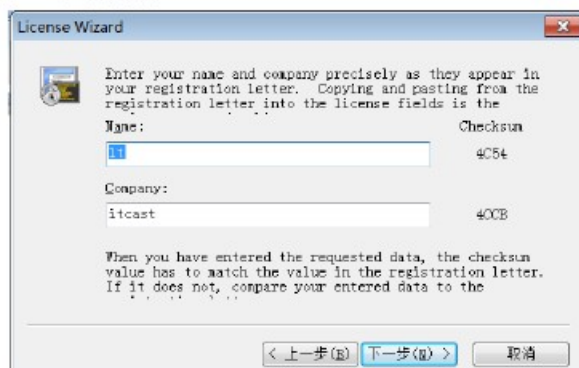 License Wizard
Enter your name and company precisely as they appear in
your registration letter. Copying and pasting from the
registration letter into the license fields is the
Name:
Checksum
lt
4C54
Company:
itcast
4CCB
When you have entered the requested data, the checksum
value has to match the value in the registration letter.
If it does not, compare your entered data to the
< 上一步(B)
下一步(N) >
取消